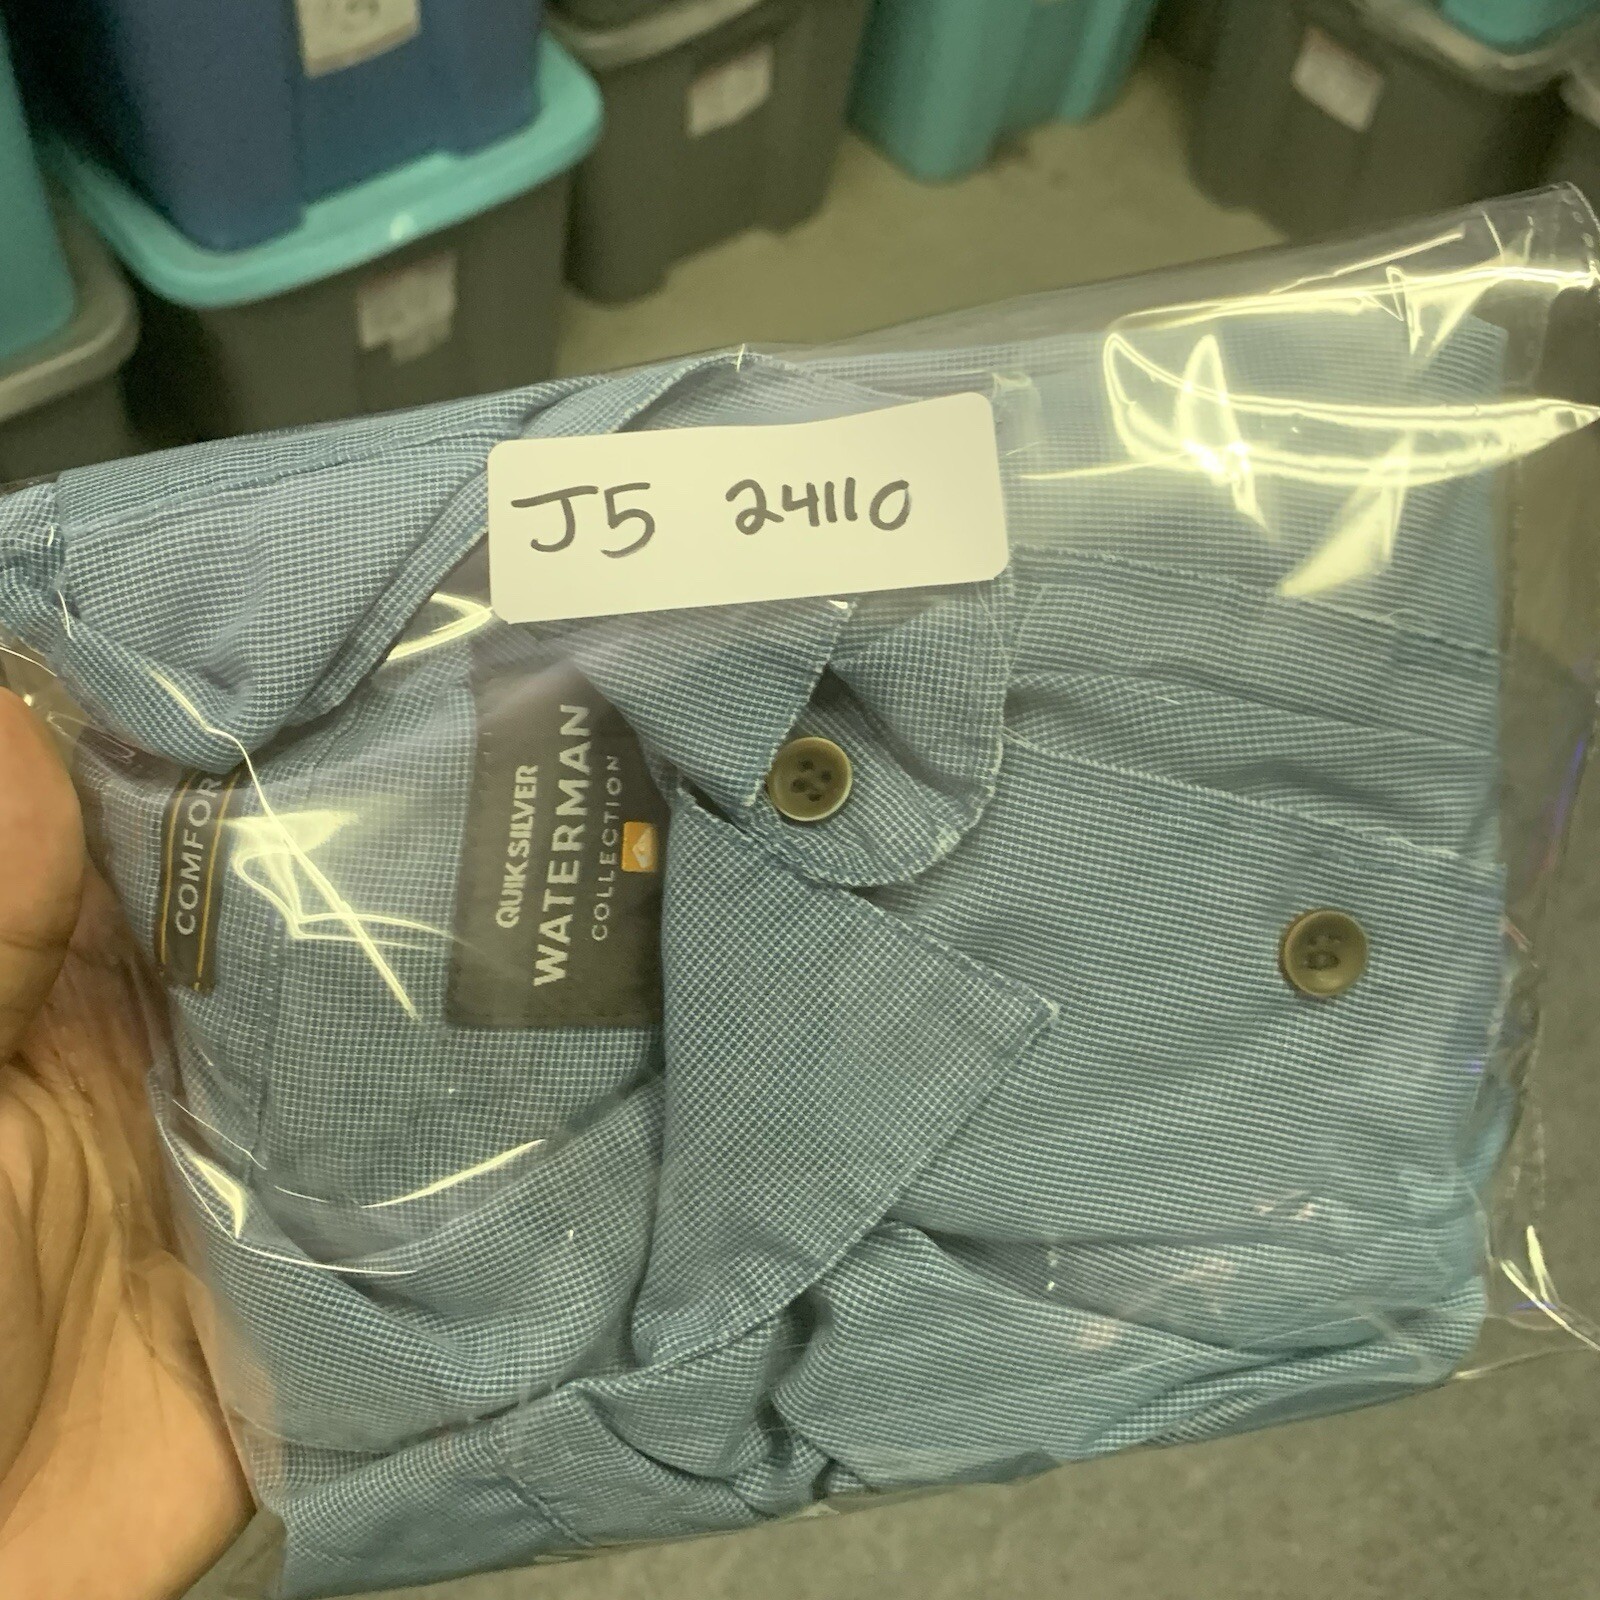 J5 24110
QUIKSILVER
WATERMAN
COLLECTION
COMFOR